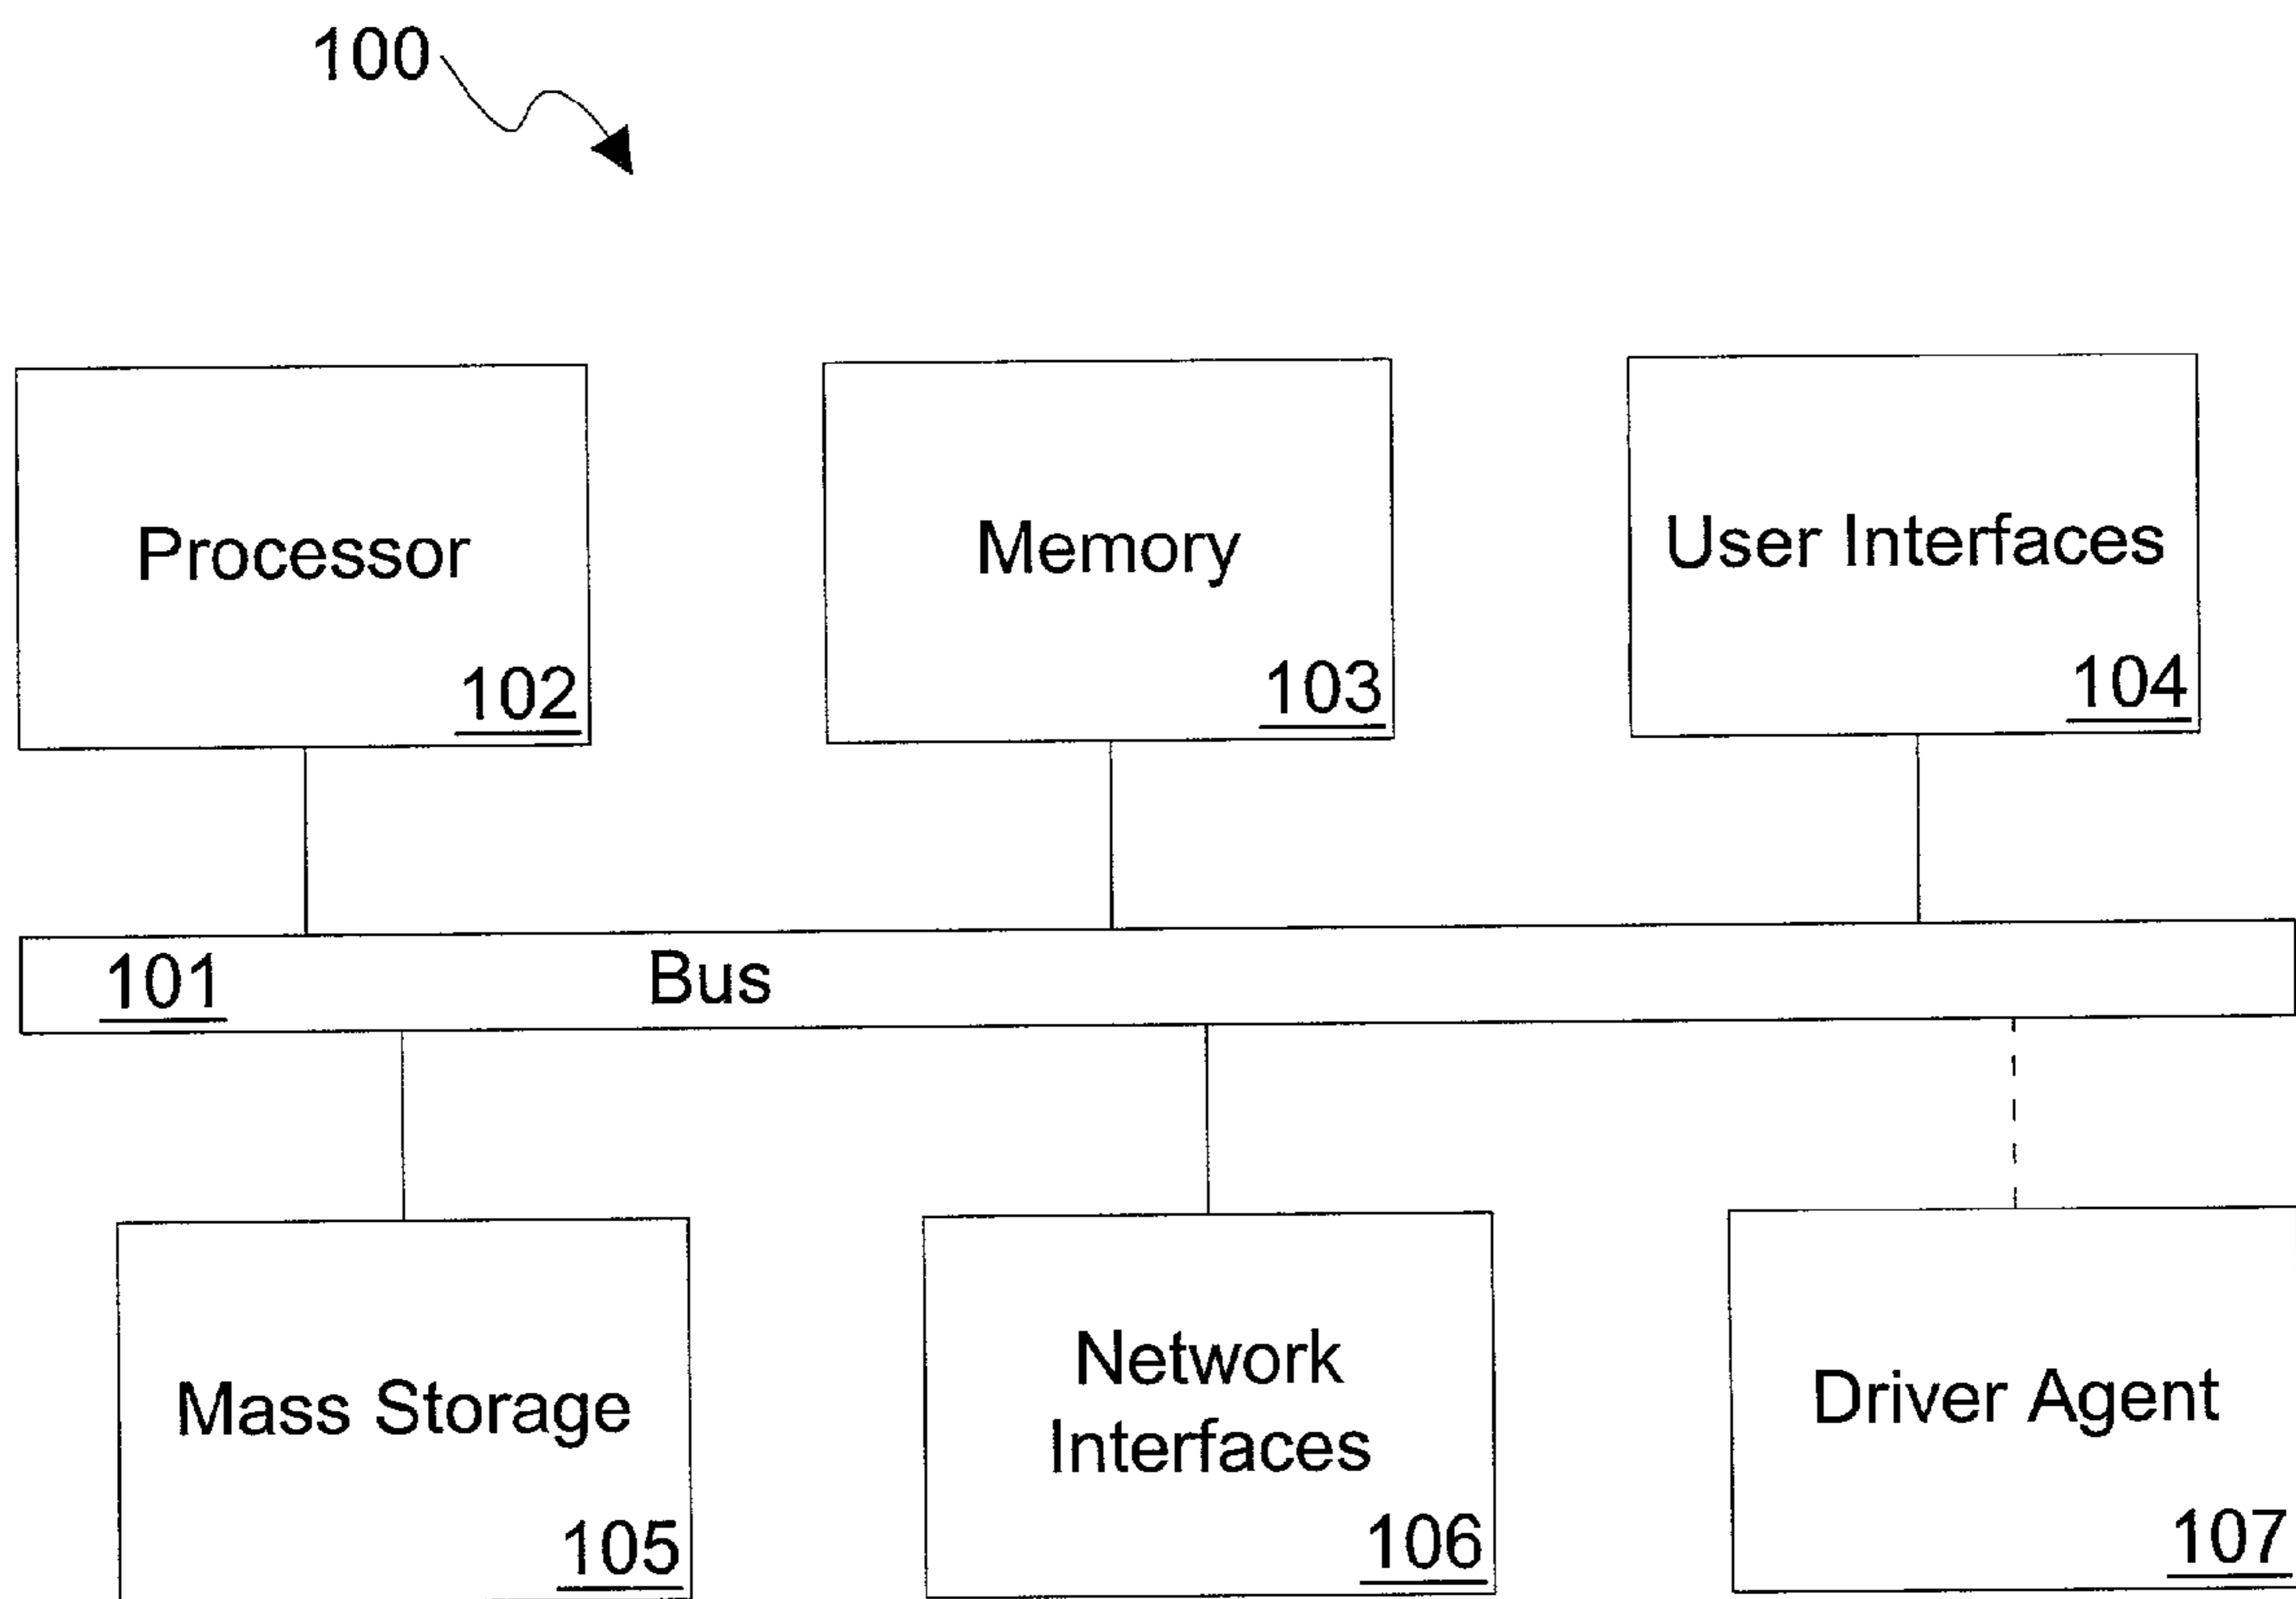 100
Processor
102
Memory
103
User Interfaces
104
101
Bus
Mass Storage
105
Network
Interfaces
106
Driver Agent
107